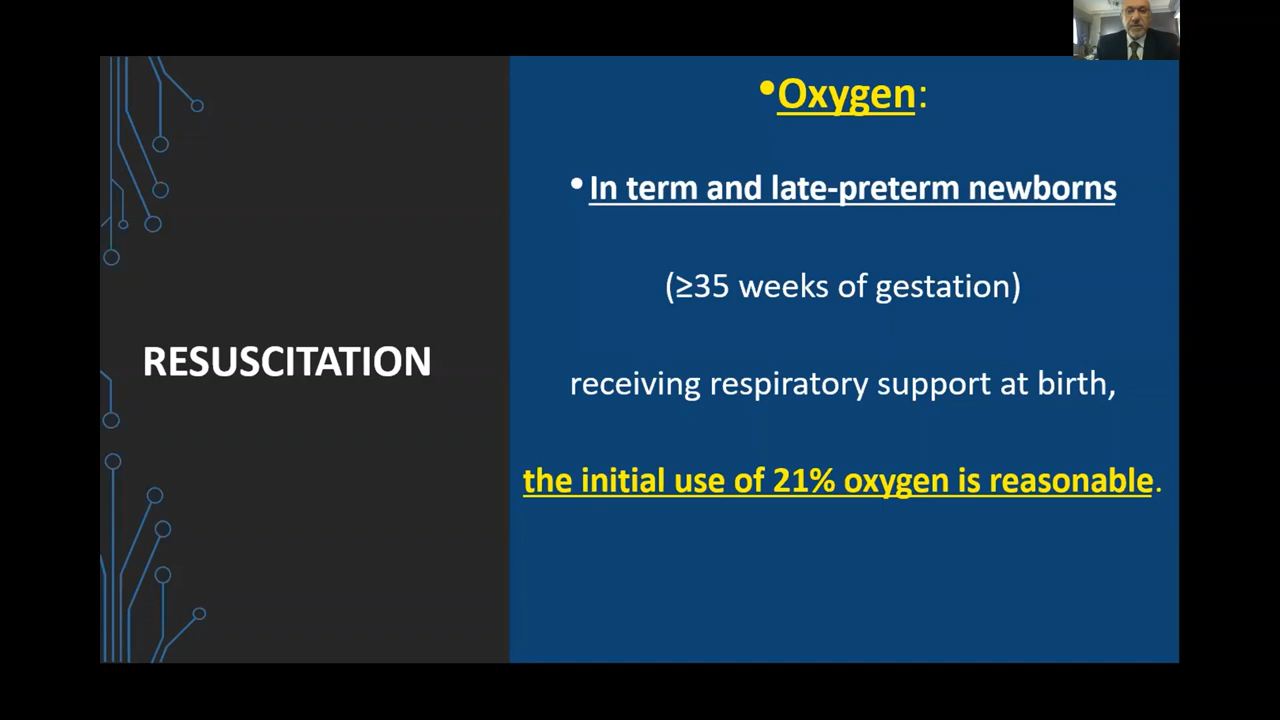 RESUSCITATION
•Oxygen:
•In term and late-preterm newborns
(≥35 weeks of gestation)
receiving respiratory support at birth,
the initial use of 21% oxygen is reasonable.